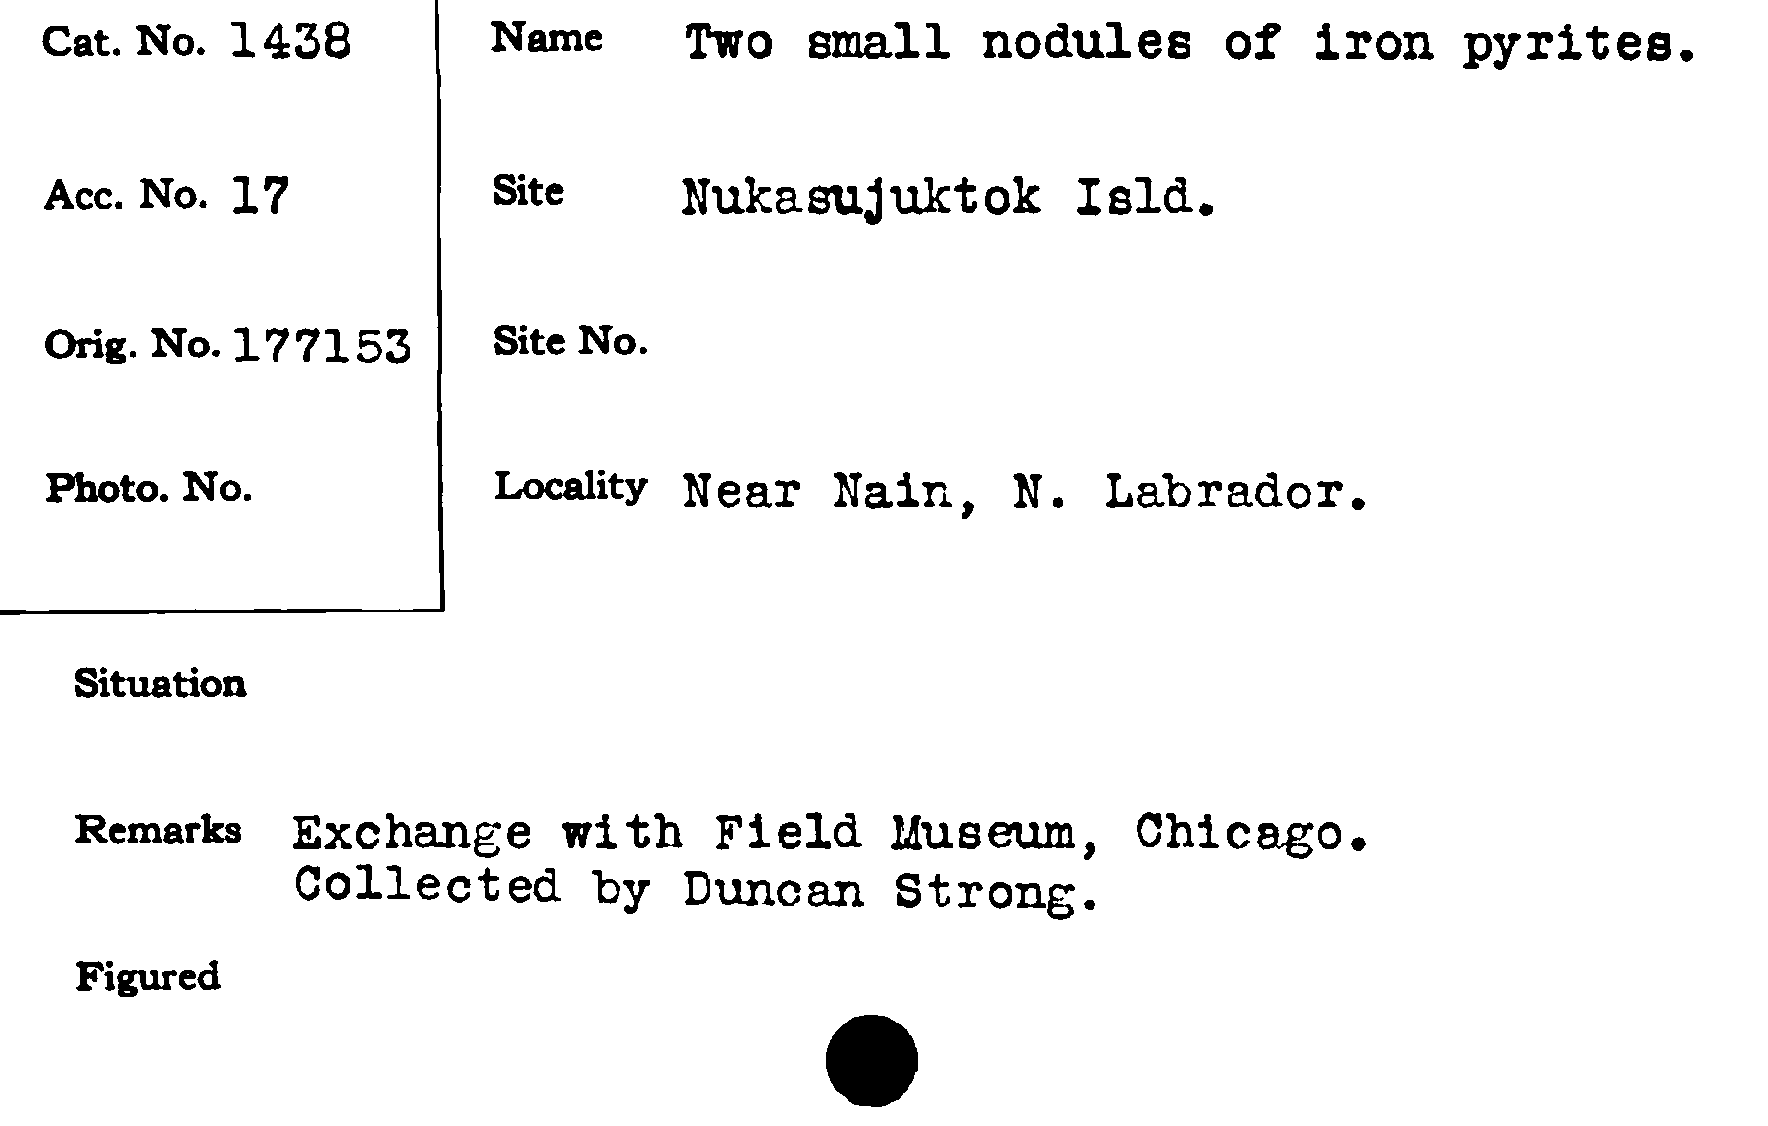 Cat. No. 1438
Name Two small nodules of iron pyrites.
Acc. No. 17
Site Nukasujuktok Isld.
Orig. No. 177153
Site No.
Photo. No.
Locality Near Nain, N. Labrador.
Situation
Remarks Exchange with Field Museum, Chicago.
Collected by Duncan Strong.
Figured